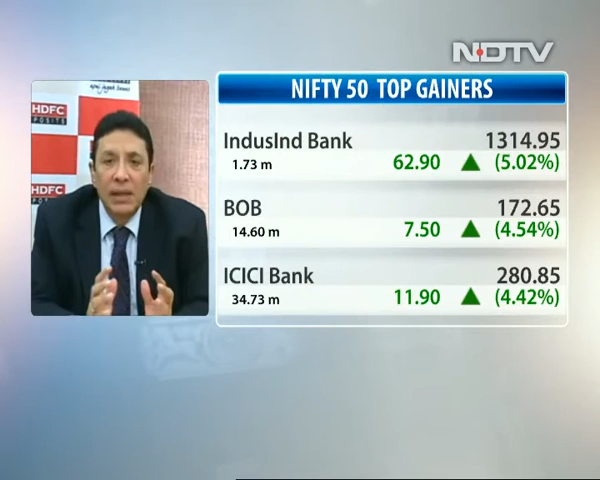 NDTV
NIFTY 50 TOP GAINERS
IndusInd Bank 1314.95
1.73 m 62.90 ▲ (5.02%)
BOB 172.65
14.60 m 7.50 ▲ (4.54%)
ICICI Bank 280.85
34.73 m 11.90 ▲ (4.42%)
HDFC
HDFC